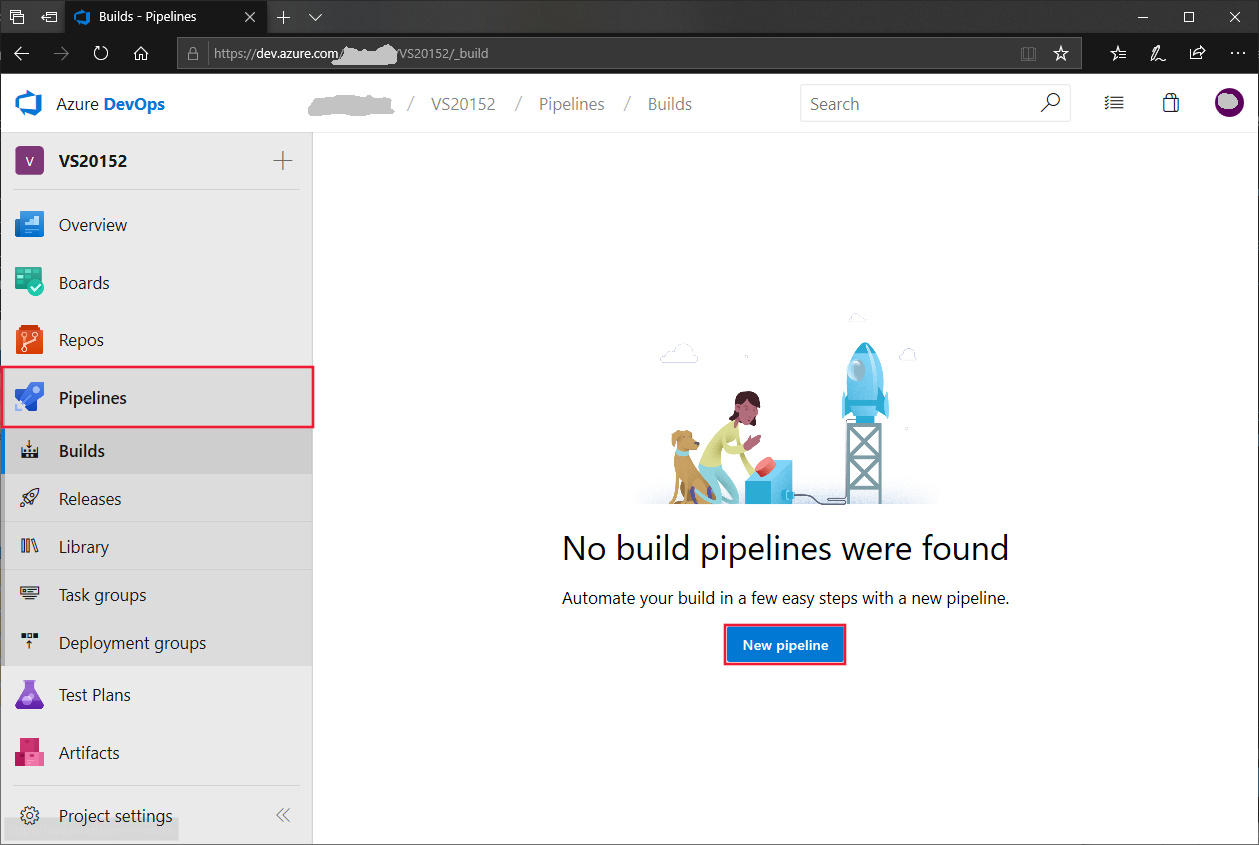 Builds - Pipelines
https://dev.azure.com/ /VS20152/_build
Azure DevOps
/ VS20152 / Pipelines / Builds
Search
V VS20152
Overview
Boards
Repos
Pipelines
Builds
Releases
Library
Task groups
Deployment groups
Test Plans
Artifacts
Project settings
No build pipelines were found
Automate your build in a few easy steps with a new pipeline.
New pipeline